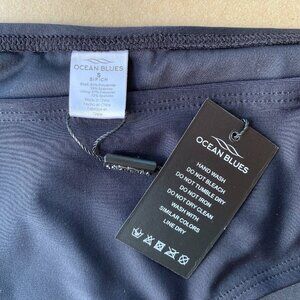 OCEAN BLUES
S
S/P/CH
OCEAN BLUES
HAND WASH
DO NOT BLEACH
DO NOT TUMBLE DRY
DO NOT IRON
DO NOT DRY CLEAN
WASH WITH
SIMILAR COLORS
LINE DRY